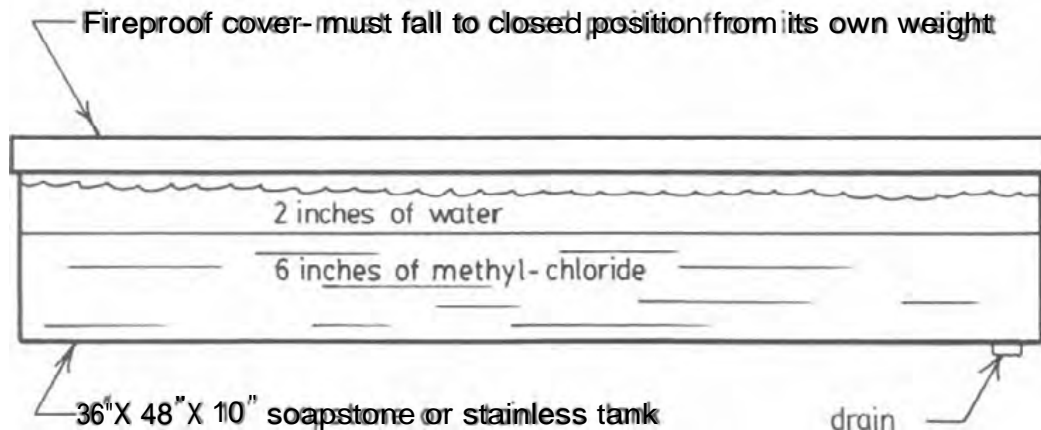 Fireproof cover- must fall to closed position from its own weight
2 inches of water
6 inches of methyl-chloride
36"X 48"X 10" soapstone or stainless tank
drain